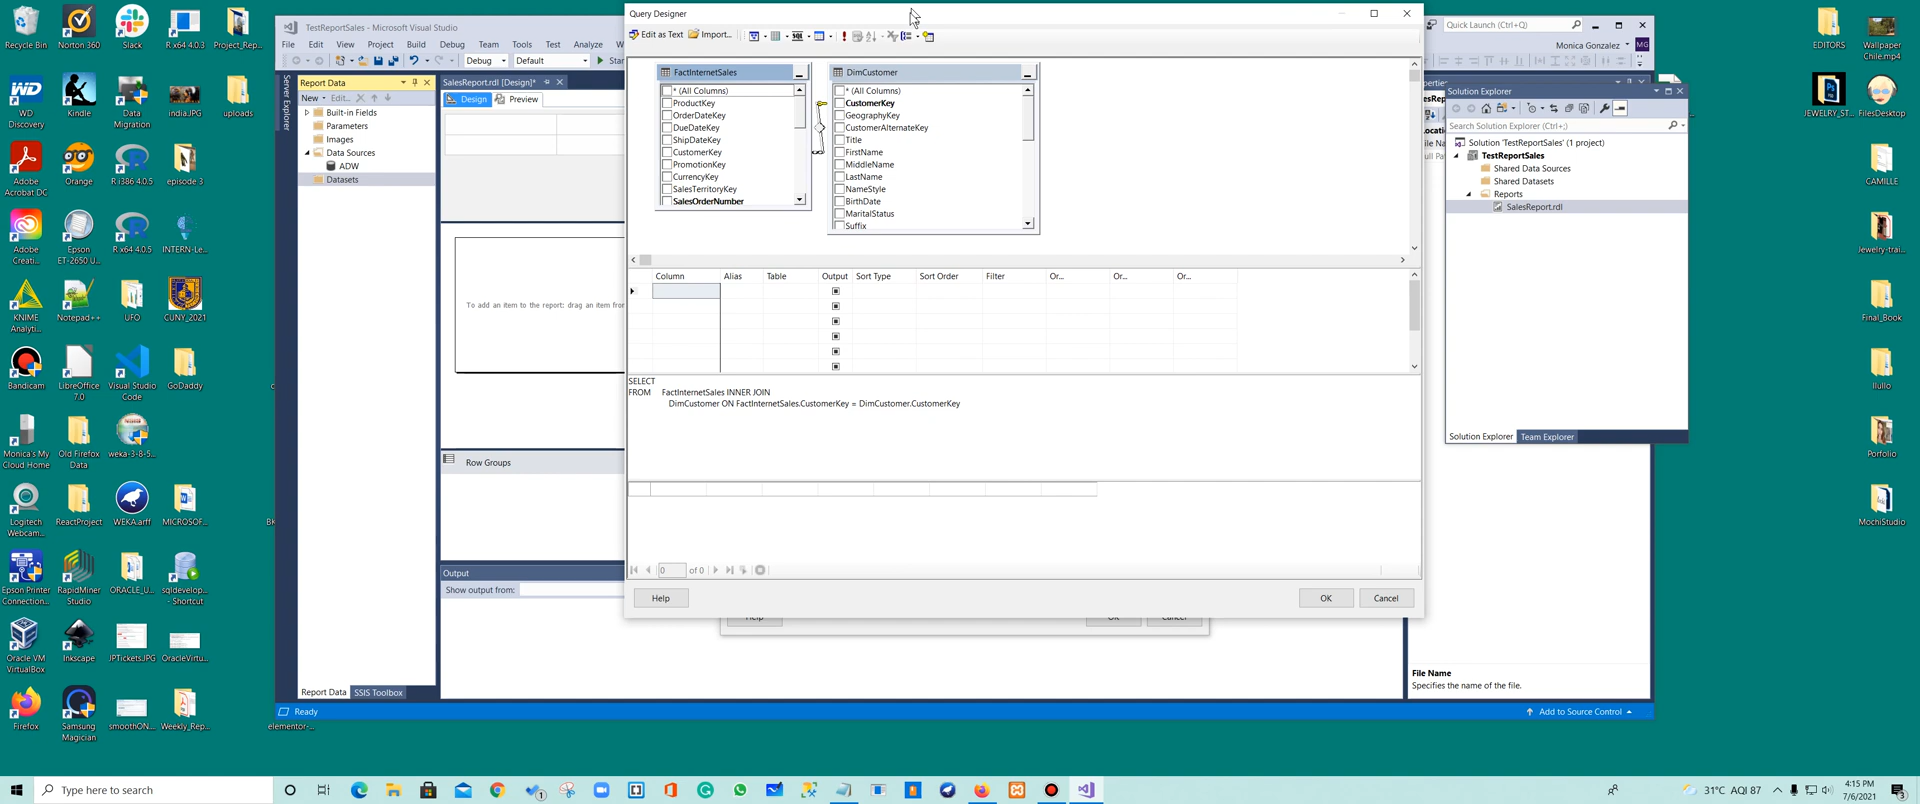 Recycle Bin
Norton 360
Slack
R x64 4.0.3
Project_Rep...
WD Discovery
Kindle
Data Migration
indiaJPG
uploads
Adobe Acrobat DC
Orange
R i386 4.0.5
episode 3
Adobe Creati...
Epson ET-2650 U...
R x64 4.0.5
INTERN-Le...
KNIME Analyti...
Notepad++
UFO
CUNY_2021
Bandicam
LibreOffice 7.0
Visual Studio Code
GoDaddy
Monica's My Cloud Home
Old Firefox Data
weka-3-8-5...
Logitech Webcam...
ReactProject
WEKA.arff
MICROSOF...
Epson Printer Connection...
RapidMiner Studio
ORACLE_U...
sqldevelop... - Shortcut
Oracle VM VirtualBox
Inkscape
JPTickets.JPG
OracleVirtu...
Firefox
Samsung Magician
smoothON...
Weekly_Rep...
elementor-...
TestReportSales - Microsoft Visual Studio
File Edit View Project Build Debug Team Tools Test Analyze
Debug Default Start
Quick Launch (Ctrl+Q)
Monica Gonzalez MG
Server Explorer
Report Data
New Edit...
Built-in Fields
Parameters
Images
Data Sources
ADW
Datasets
Report Data SSIS Toolbox
SalesReport.rdl [Design]*
Design Preview
To add an item to the report: drag an item from
Row Groups
Output
Show output from:
Ready
Add to Source Control
Query Designer
Edit as Text Import...
FactInternetSales
* (All Columns)
ProductKey
OrderDateKey
DueDateKey
ShipDateKey
CustomerKey
PromotionKey
CurrencyKey
SalesTerritoryKey
SalesOrderNumber
DimCustomer
* (All Columns)
CustomerKey
GeographyKey
CustomerAlternateKey
Title
FirstName
MiddleName
LastName
NameStyle
BirthDate
MaritalStatus
Suffix
Column Alias Table Output Sort Type Sort Order Filter Or... Or... Or...
SELECT
FROM FactInternetSales INNER JOIN
DimCustomer ON FactInternetSales.CustomerKey = DimCustomer.CustomerKey
0 of 0
Help OK Cancel
Help OK Cancel
Solution Explorer
Search Solution Explorer (Ctrl+;)
Solution 'TestReportSales' (1 project)
TestReportSales
Shared Data Sources
Shared Datasets
Reports
SalesReport.rdl
Solution Explorer Team Explorer
File Name
Specifies the name of the file.
EDITORS
Wallpaper Chile.mp4
JEWELRY_ST...
FilesDesktop
CAMILLE
Jewelry-trai...
Final_Book
Ilullo
Porfolio
MochiStudio
Type here to search
31°C AQI 87
4:15 PM
7/6/2021